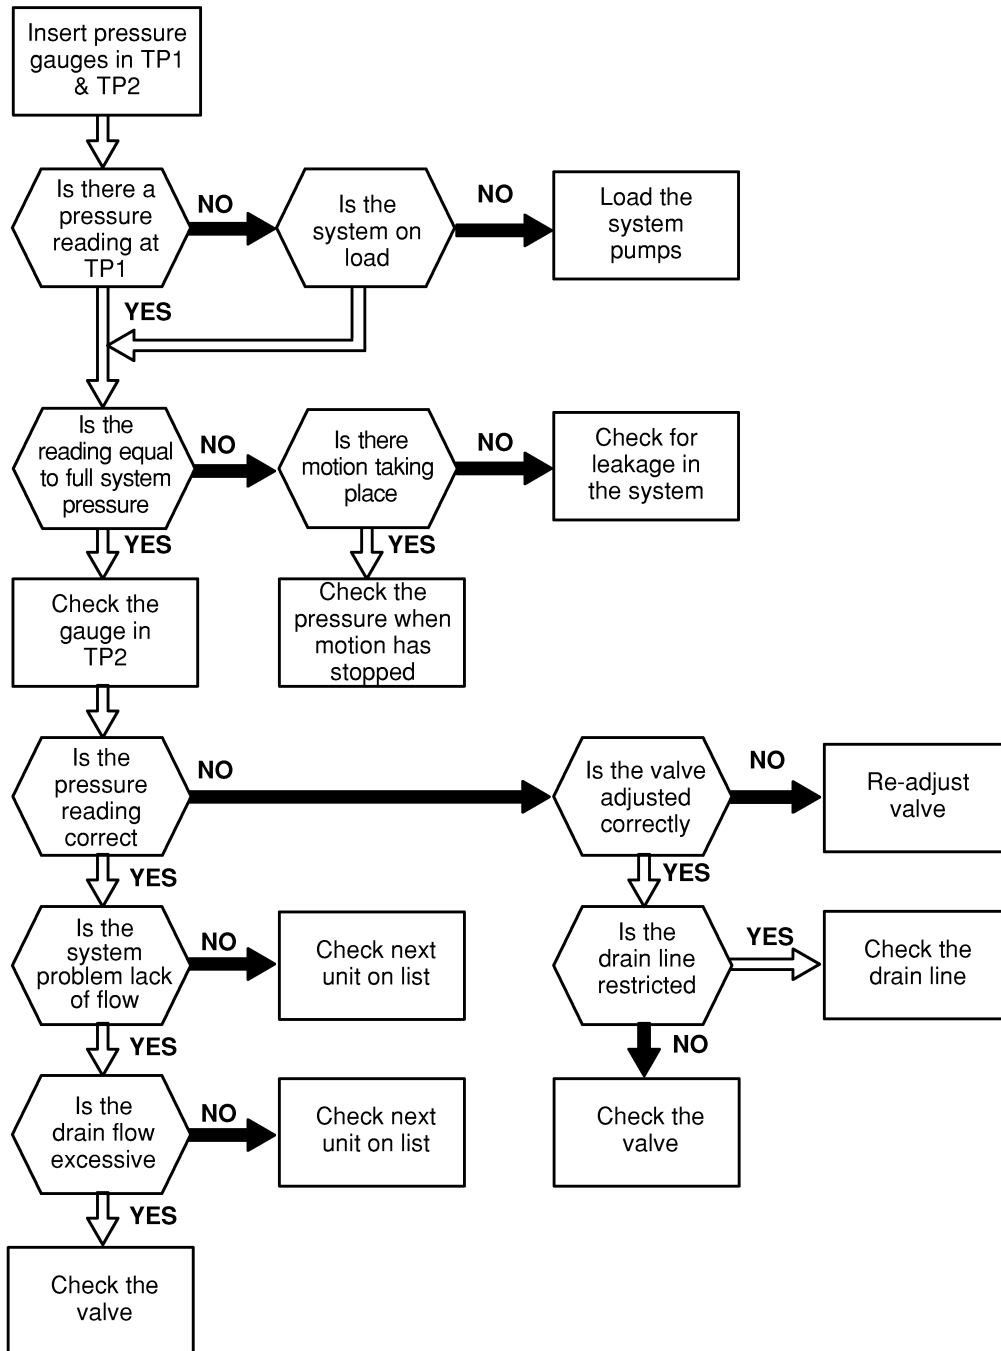 Insert pressure
gauges in TP1
& TP2
Is there a
pressure
reading at
TP1
NO
Is the
system on
load
NO
Load the
system
pumps
YES
Is the
reading equal
to full system
pressure
NO
Is there
motion taking
place
NO
Check for
leakage in
the system
YES
YES
Check the
gauge in
TP2
Check the
pressure when
motion has
stopped
Is the
pressure
reading
correct
NO
Is the valve
adjusted
correctly
NO
Re-adjust
valve
YES
YES
Is the
system
problem lack
of flow
NO
Check next
unit on list
Is the
drain line
restricted
YES
Check the
drain line
YES
NO
Is the
drain flow
excessive
NO
Check next
unit on list
Check the
valve
YES
Check the
valve